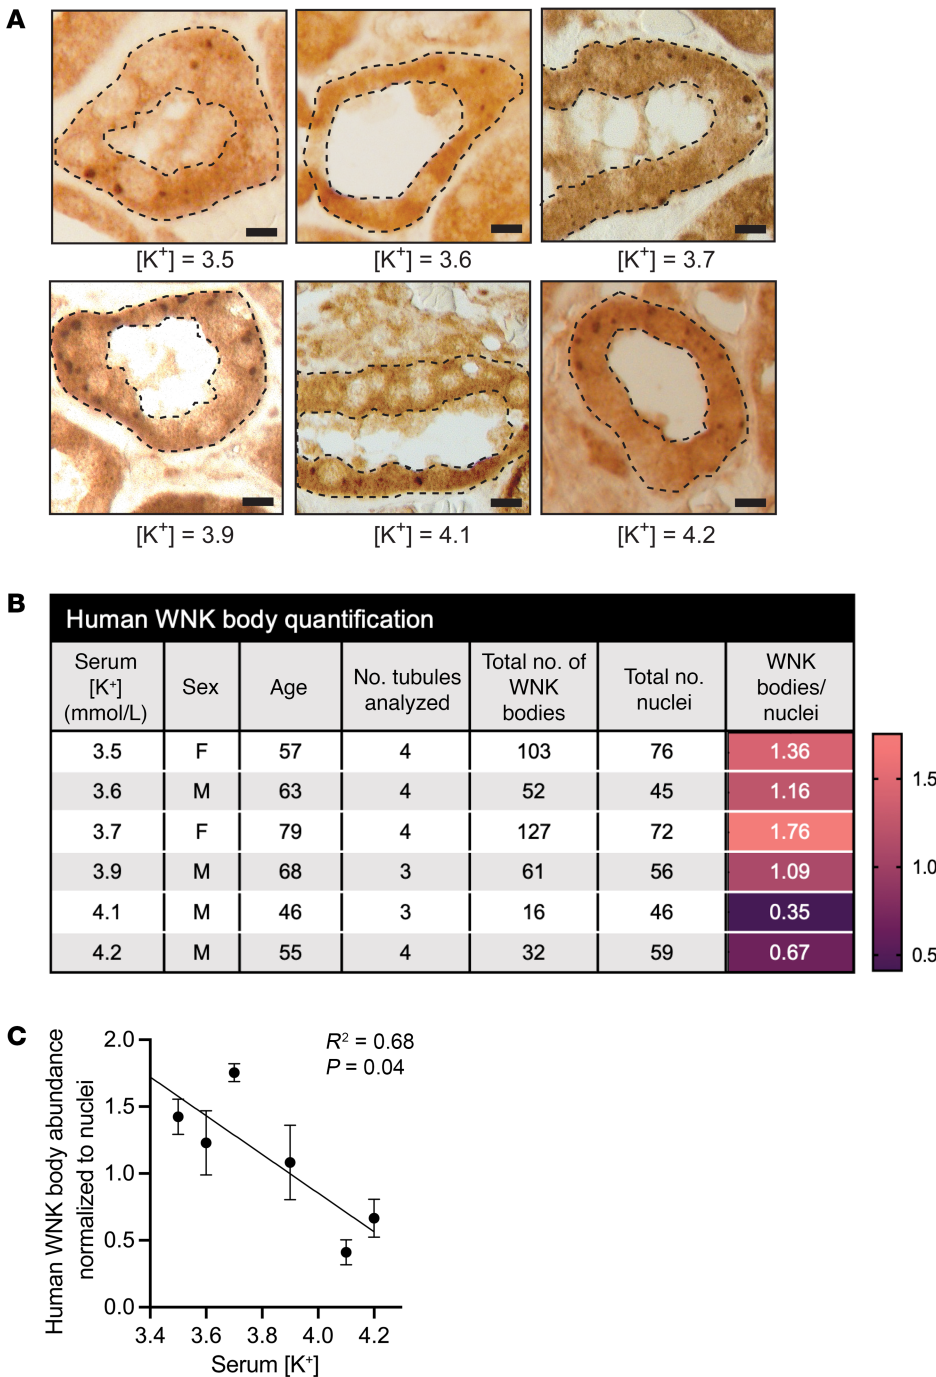 A
[K⁺] = 3.5
[K⁺] = 3.6
[K⁺] = 3.7
[K⁺] = 3.9
[K⁺] = 4.1
[K⁺] = 4.2
B
Human WNK body quantification
Serum
[K⁺]
(mmol/L)
Sex
Age
No. tubules
analyzed
Total no. of
WNK
bodies
Total no.
nuclei
WNK
bodies/
nuclei
3.5 F 57 4 103 76 1.36
3.6 M 63 4 52 45 1.16
3.7 F 79 4 127 72 1.76
3.9 M 68 3 61 56 1.09
4.1 M 46 3 16 46 0.35
4.2 M 55 4 32 59 0.67
1.5
1.0
0.5
C
Human WNK body abundance
normalized to nuclei
2.0
1.5
1.0
0.5
0.0
R² = 0.68
P = 0.04
3.4 3.6 3.8 4.0 4.2
Serum [K⁺]